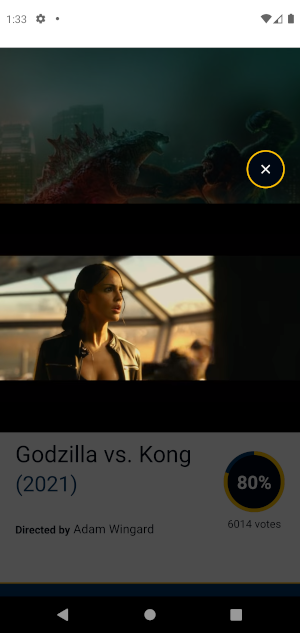 1:33
Godzilla vs. Kong
(2021)
80%
Directed by Adam Wingard
6014 votes